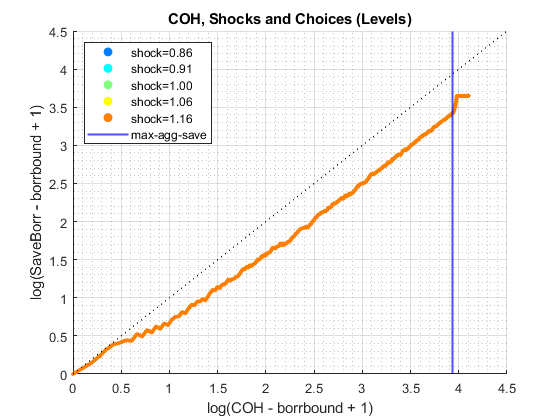 COH, Shocks and Choices (Levels)
4.5
4
3.5
3
2.5
2
1.5
1
0.5
0
log(SaveBorr - borrbound + 1)
shock=0.86
shock=0.91
shock=1.00
shock=1.06
shock=1.16
max-agg-save
0 0.5 1 1.5 2 2.5 3 3.5 4 4.5
log(COH - borrbound + 1)